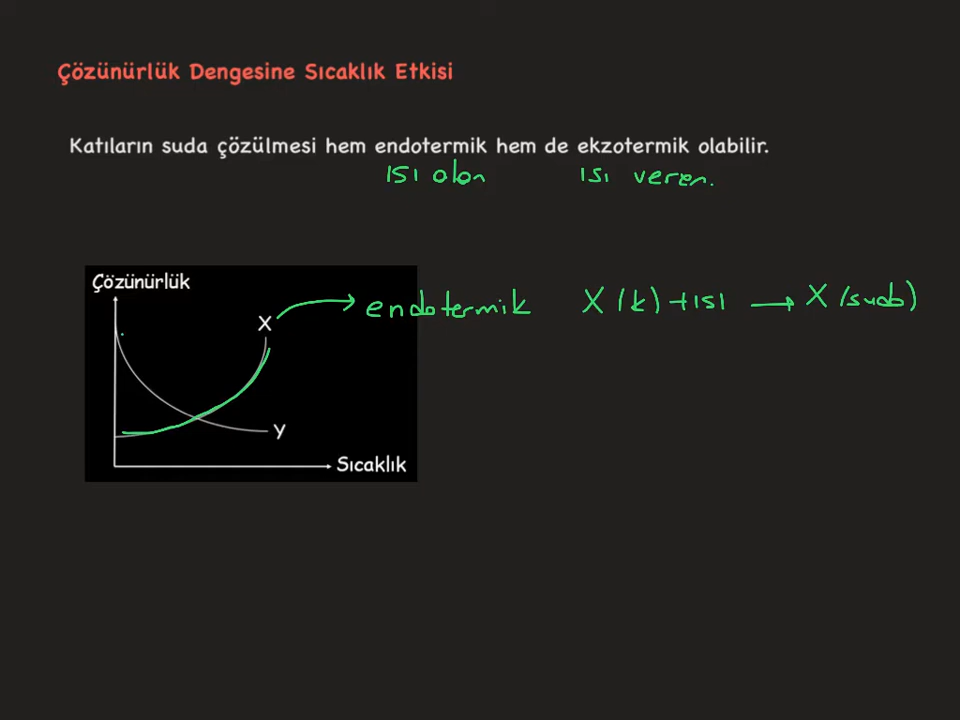 Çözünürlük Dengesine Sıcaklık Etkisi
Katıların suda çözülmesi hem endotermik hem de ekzotermik olabilir.
ısı alan ısı veren.
Çözünürlük
X
endotermik X (k) + ısı → X (suda)
Y
Sıcaklık